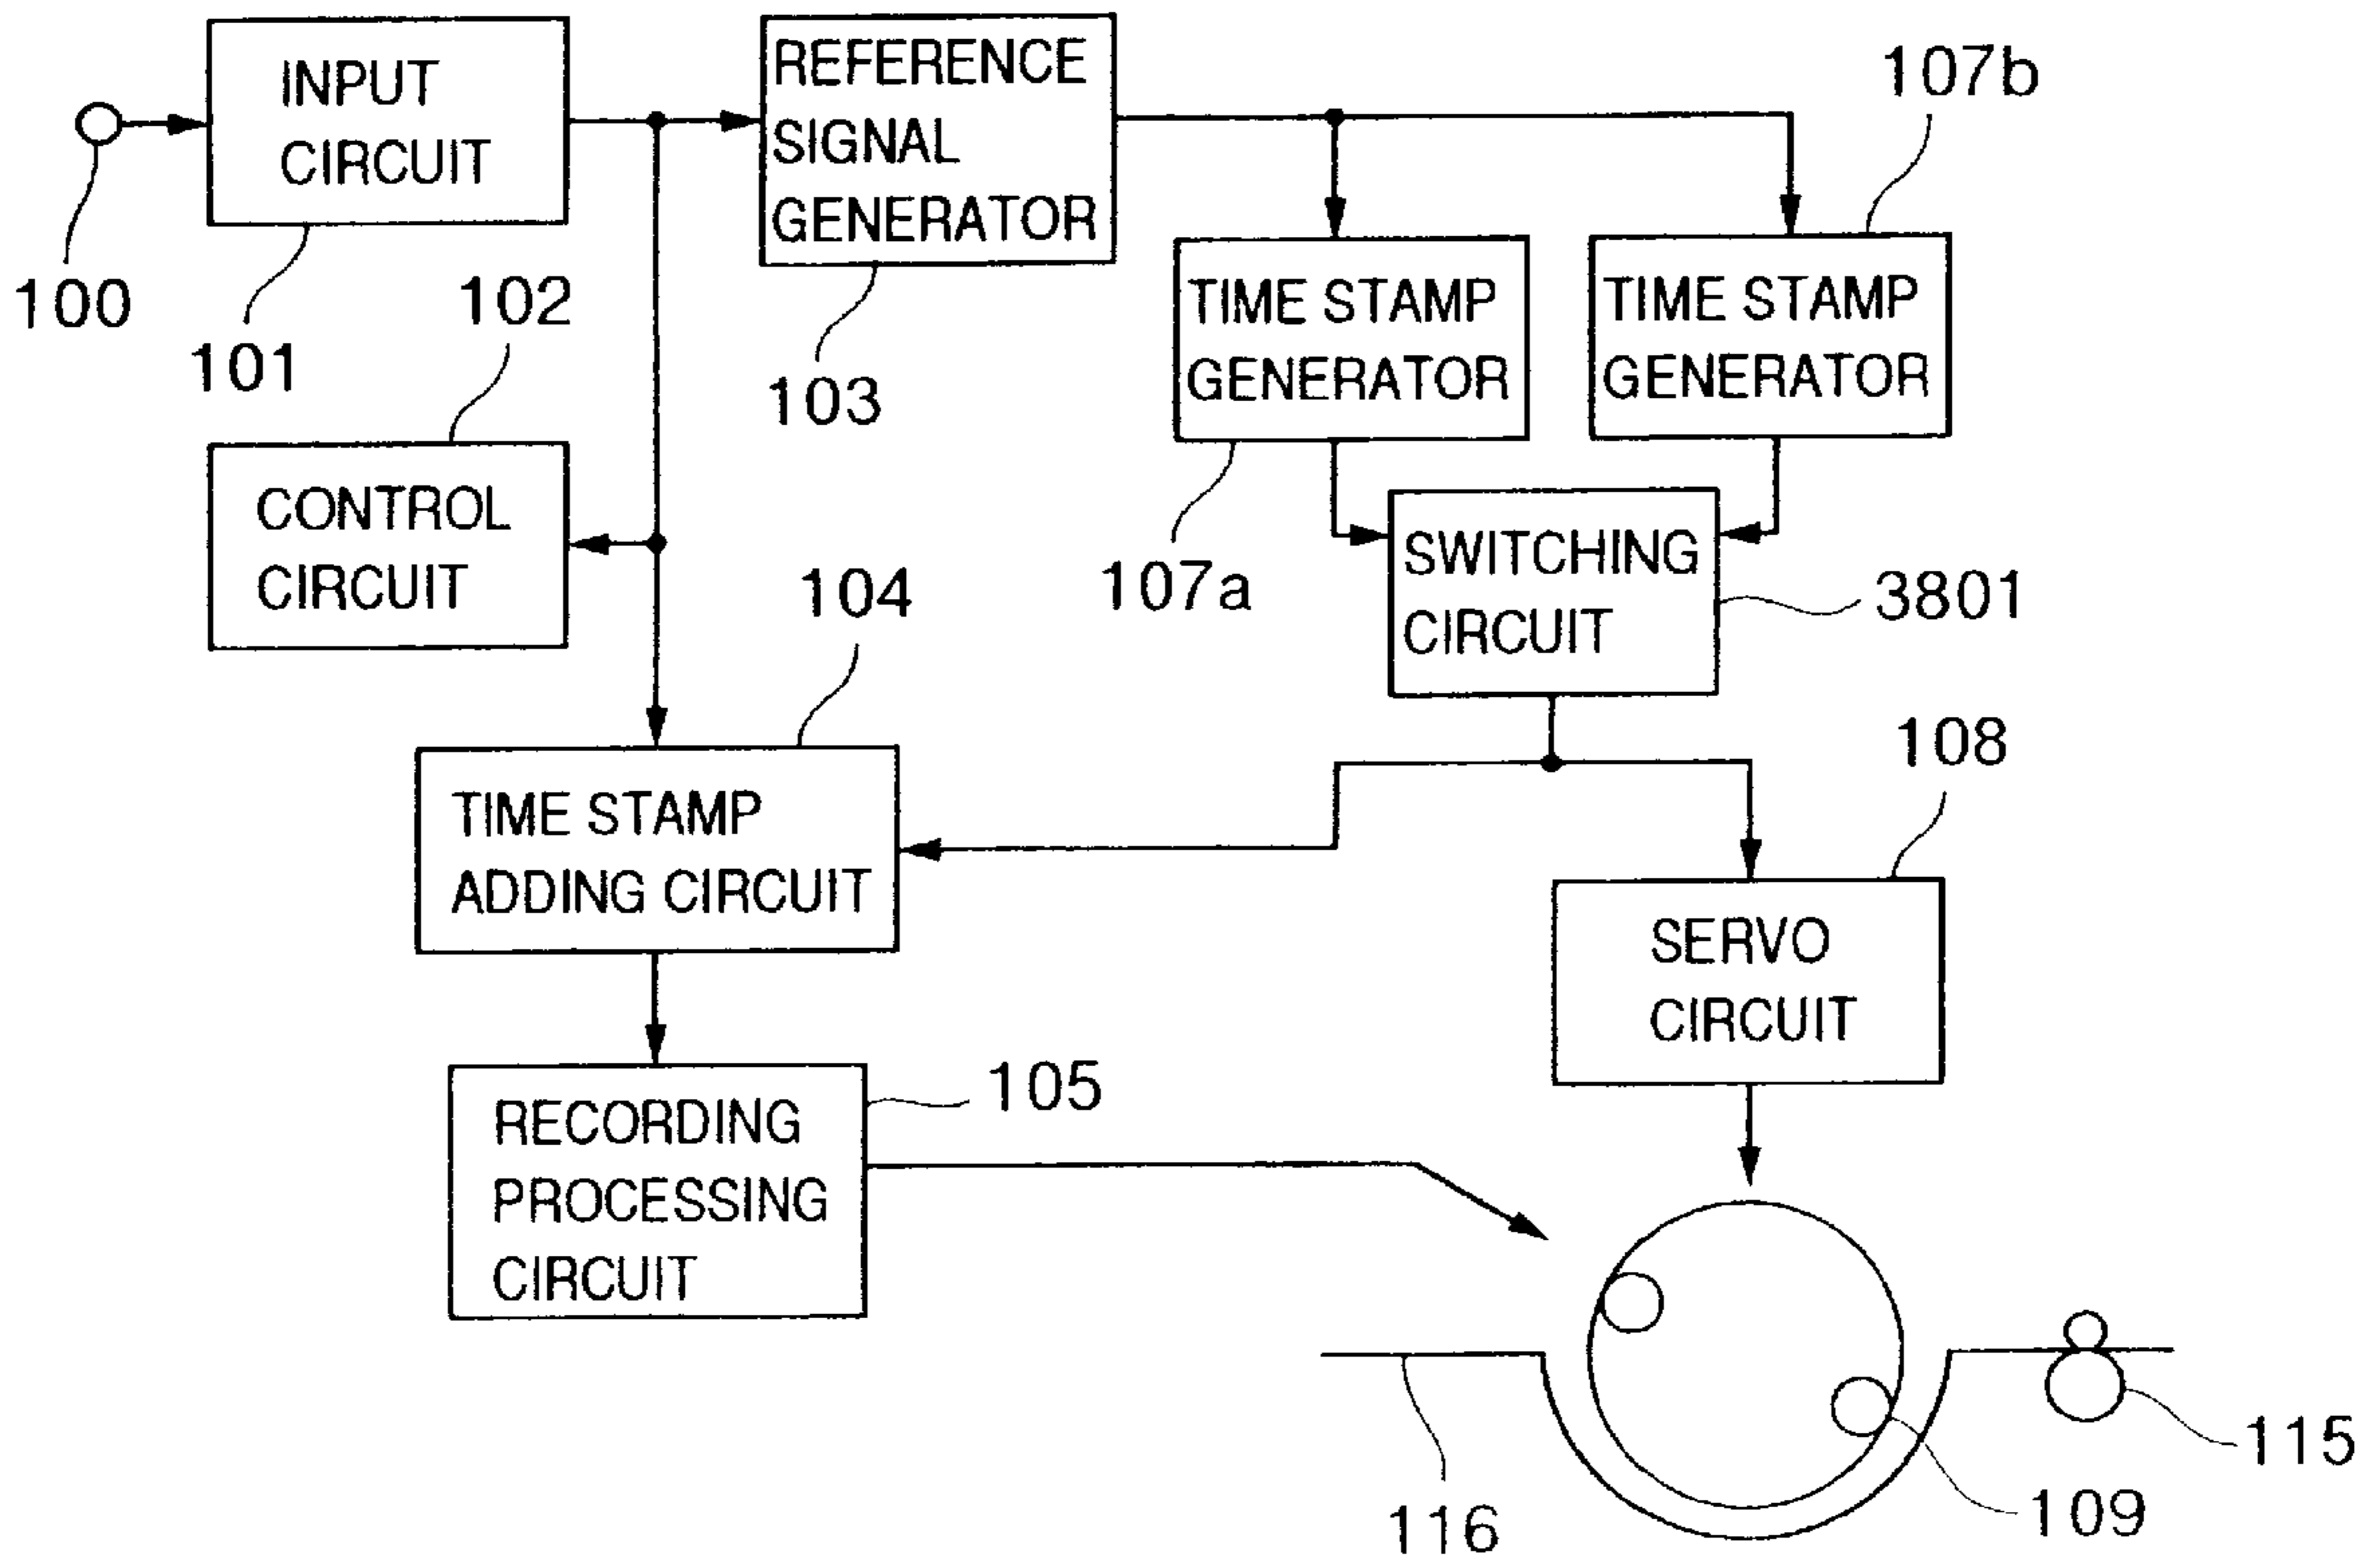 INPUT
CIRCUIT
100
101
REFERENCE
SIGNAL
GENERATOR
103
107b
TIME STAMP
GENERATOR
107a
TIME STAMP
GENERATOR
102
CONTROL
CIRCUIT
SWITCHING
CIRCUIT
3801
104
TIME STAMP
ADDING CIRCUIT
108
SERVO
CIRCUIT
RECORDING
PROCESSING
CIRCUIT
105
116
109
115